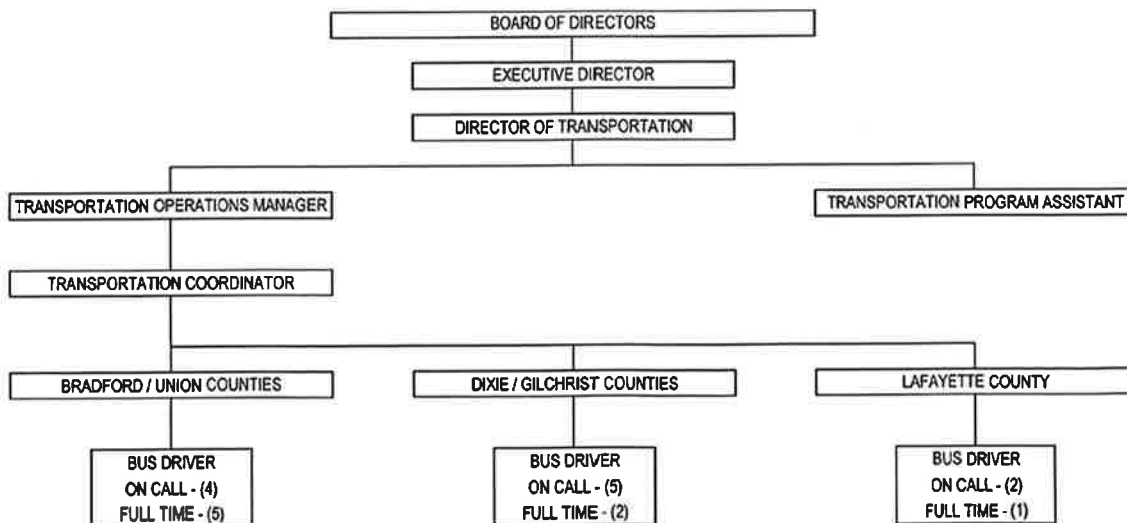 BOARD OF DIRECTORS
EXECUTIVE DIRECTOR
DIRECTOR OF TRANSPORTATION
TRANSPORTATION OPERATIONS MANAGER
TRANSPORTATION PROGRAM ASSISTANT
TRANSPORTATION COORDINATOR
BRADFORD / UNION COUNTIES
DIXIE / GILCHRIST COUNTIES
LAFAYETTE COUNTY
BUS DRIVER
ON CALL - (4)
FULL TIME - (5)
BUS DRIVER
ON CALL - (5)
FULL TIME - (2)
BUS DRIVER
ON CALL - (2)
FULL TIME - (1)